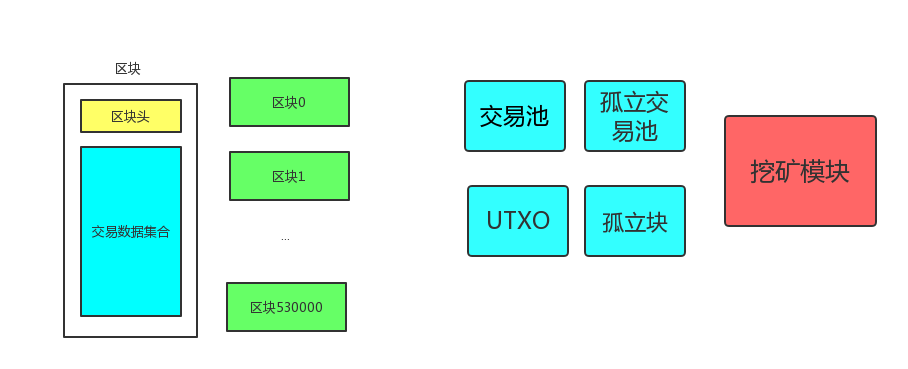 区块
区块头
交易数据集合
区块0
区块1
...
区块530000
交易池
孤立交
易池
UTXO
孤立块
挖矿模块